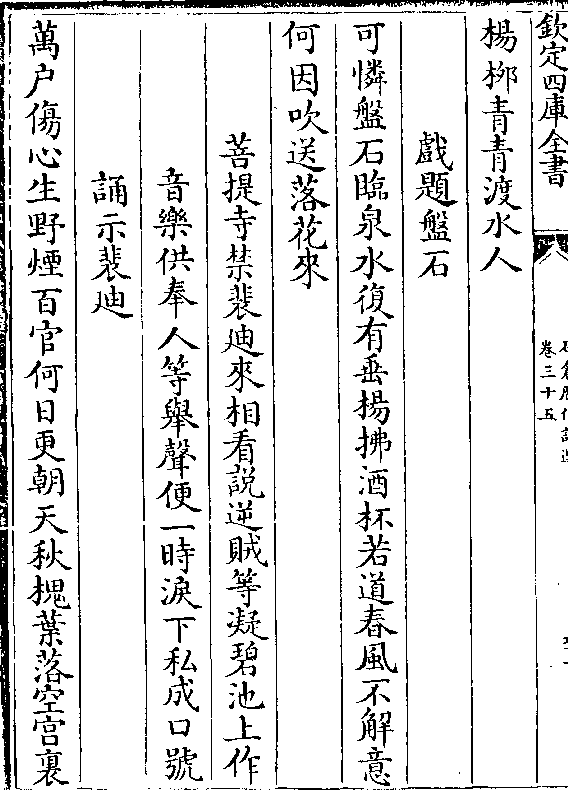 欽定四庫全書
卷三十五
楊栁青青渡水人
戲題盤石
可憐盤石臨泉水復有垂楊拂酒杯若道春風不解意
何因吹送落花來
菩提寺禁裴廸來相看説逆賊等凝碧池上作
音樂供奉人等舉聲便一時淚下私成口號
誦示裴廸
萬户傷心生野煙百官何日更朝天秋槐葉落空宫裏